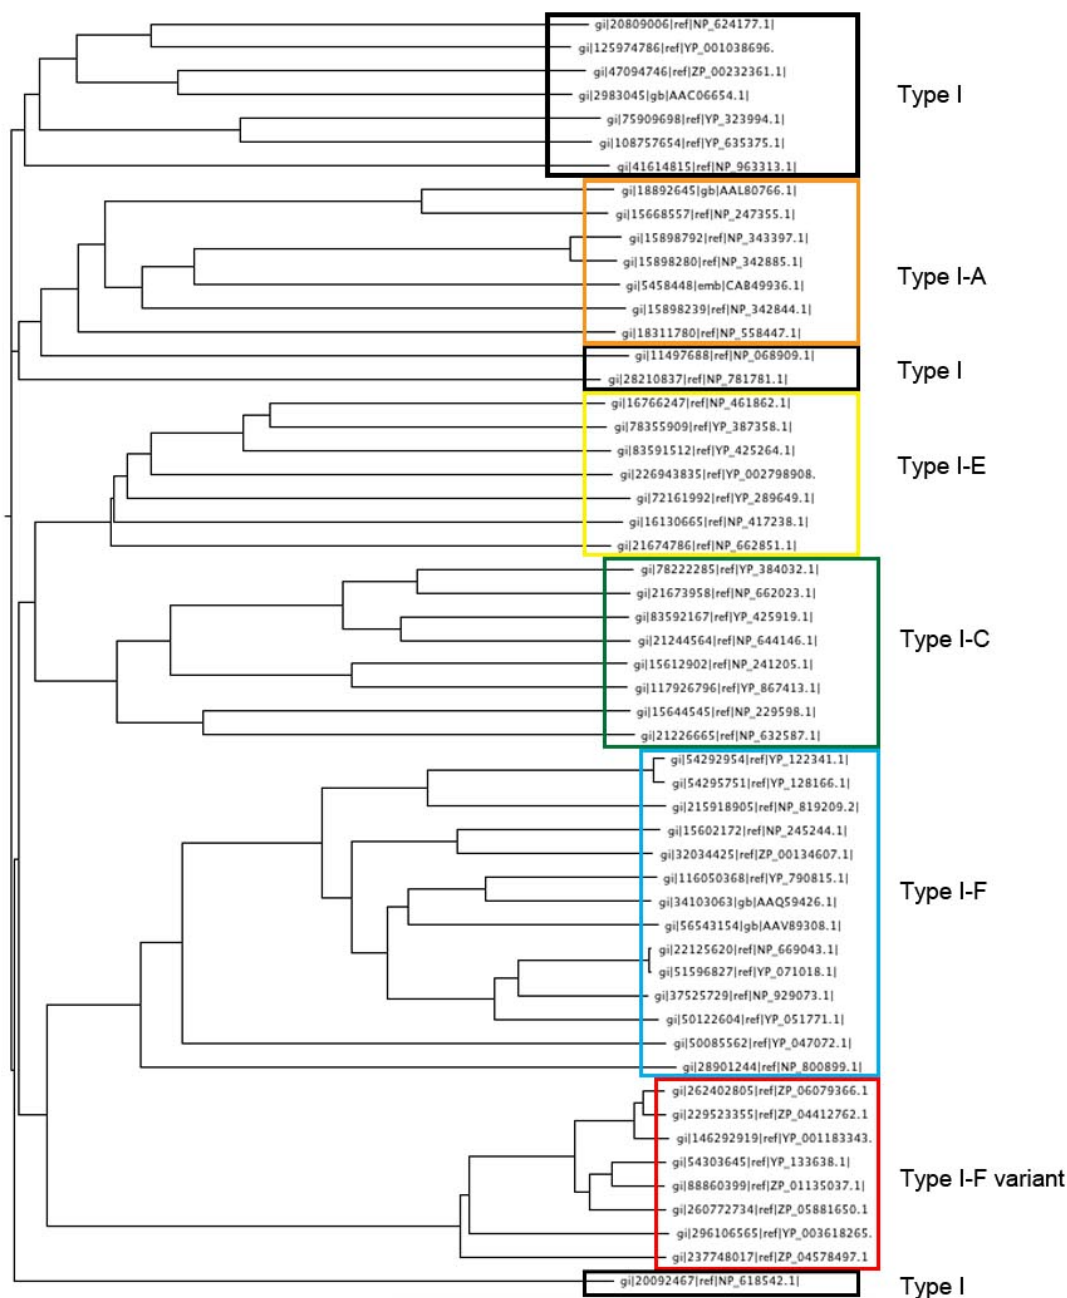 gi|20809006|ref|NP_624177.1|
gi|125974786|ref|YP_001038696.
gi|47094746|ref|ZP_00232361.1|
Type I
gi|2983045|gb|AAC06654.1|
gi|75909698|ref|YP_323994.1|
gi|108757654|ref|YP_635375.1|
gi|41614815|ref|NP_963313.1|
gi|18892645|gb|AAL80766.1|
gi|15668557|ref|NP_247355.1|
gi|15898792|ref|NP_343397.1|
gi|15898280|ref|NP_342885.1|
Type I-A
gi|5458448|emb|CAB49936.1|
gi|15898239|ref|NP_342844.1|
gi|18311780|ref|NP_558447.1|
gi|11497688|ref|NP_068909.1|
Type I
gi|28210837|ref|NP_781781.1|
gi|16766247|ref|NP_461862.1|
gi|78355909|ref|YP_387358.1|
gi|83591512|ref|YP_425264.1|
Type I-E
gi|226943835|ref|YP_002798908.
gi|72161992|ref|YP_289649.1|
gi|16130665|ref|NP_417238.1|
gi|21674786|ref|NP_662851.1|
gi|78222285|ref|YP_384032.1|
gi|21673958|ref|NP_662023.1|
gi|83592167|ref|YP_425919.1|
gi|21244564|ref|NP_644146.1|
Type I-C
gi|15612902|ref|NP_241205.1|
gi|117926796|ref|YP_867413.1|
gi|15644545|ref|NP_229598.1|
gi|21226665|ref|NP_632587.1|
gi|54292954|ref|YP_122341.1|
gi|54295751|ref|YP_128166.1|
gi|215918905|ref|NP_819209.2|
gi|15602172|ref|NP_245244.1|
gi|32034425|ref|ZP_00134607.1|
gi|116050368|ref|YP_790815.1|
Type I-F
gi|34103063|gb|AAQ59426.1|
gi|56543154|gb|AAV89308.1|
gi|22125620|ref|NP_669043.1|
gi|51596827|ref|YP_071018.1|
gi|37525729|ref|NP_929073.1|
gi|50122604|ref|YP_051771.1|
gi|50085562|ref|YP_047072.1|
gi|28901244|ref|NP_800899.1|
gi|262402805|ref|ZP_06079366.1
gi|229523355|ref|ZP_04412762.1
gi|146292919|ref|YP_001183343.
gi|54303645|ref|YP_133638.1|
Type I-F variant
gi|88860399|ref|ZP_01135037.1|
gi|260772734|ref|ZP_05881650.1
gi|296106565|ref|YP_003618265.
gi|237748017|ref|ZP_04578497.1
gi|20092467|ref|NP_618542.1|
Type I